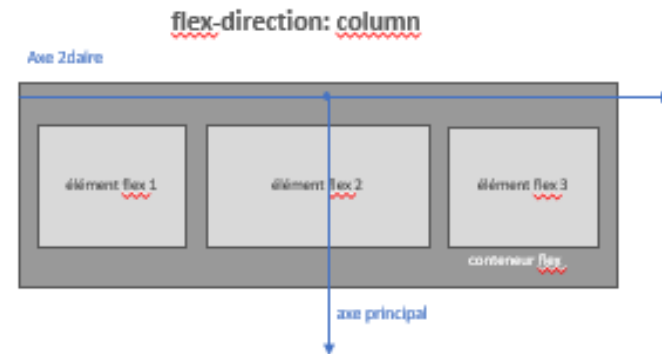 flex-direction: column
Axe 2daire
élément flex 1
élément flex 2
élément flex 3
conteneur flex
axe principal